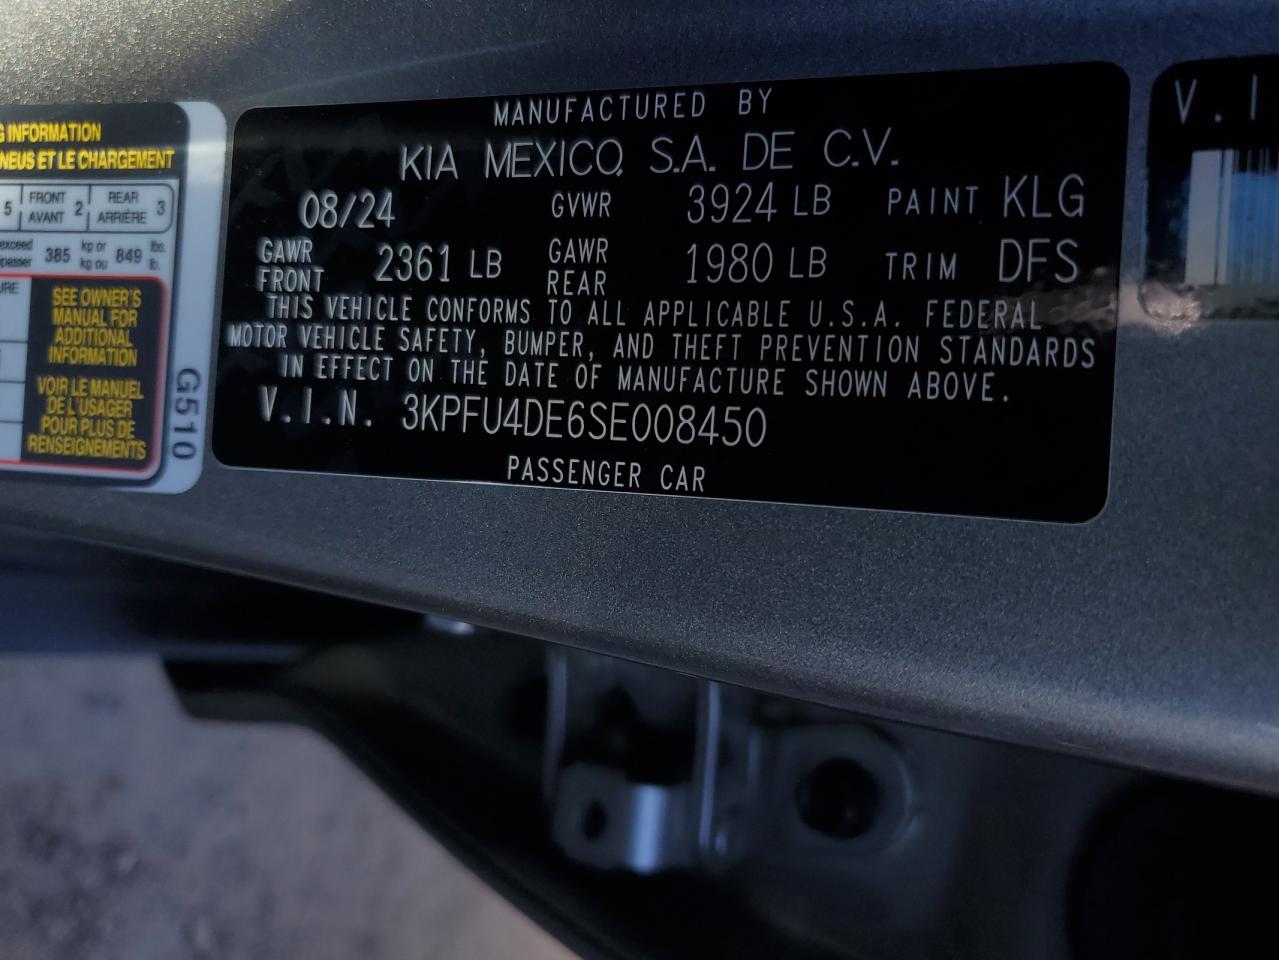 G INFORMATION
NEUS ET LE CHARGEMENT
5 FRONT AVANT 2 REAR ARRIÈRE 3
exceed 385 kg or kg ou 849 lbs. lb.
SEE OWNER'S
MANUAL FOR
ADDITIONAL
INFORMATION
VOIR LE MANUEL
DE L'USAGER
POUR PLUS DE
RENSEIGNEMENTS
G510
MANUFACTURED BY
KIA MEXICO, S.A. DE C.V.
08/24 GVWR 3924 LB PAINT KLG
GAWR FRONT 2361 LB GAWR REAR 1980 LB TRIM DFS
THIS VEHICLE CONFORMS TO ALL APPLICABLE U.S.A. FEDERAL
MOTOR VEHICLE SAFETY, BUMPER, AND THEFT PREVENTION STANDARDS
IN EFFECT ON THE DATE OF MANUFACTURE SHOWN ABOVE.
V.I.N. 3KPFU4DE6SE008450
PASSENGER CAR
V.I